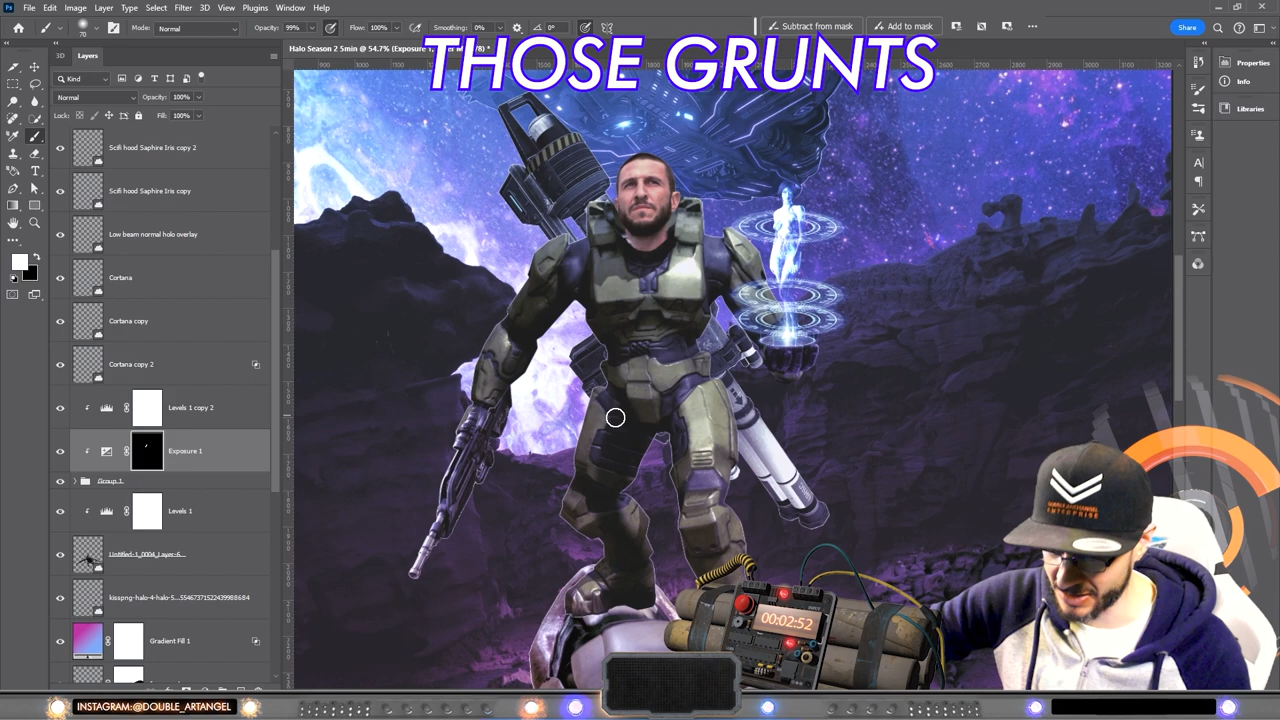 File Edit Image Layer Type Select Filter 3D View Plugins Window Help
70 Mode: Normal Opacity: 99% Flow: 100% Smoothing: 0% 0° Subtract from mask Add to mask Share
3D Layers
Halo Season 2 5min @ 54.7% (Exposure 1,
THOSE GRUNTS
Kind
Normal Opacity: 100%
Lock: Fill: 100%
Scifi hood Saphire Iris copy 2
Scifi hood Saphire Iris copy
Low beam normal holo overlay
Cortana
Cortana copy
Cortana copy 2
Levels 1 copy 2
Exposure 1
Group 1
Levels 1
Untitled-1_0004_Layer-6...
kisspng-halo-4-halo-5...55467371522439988684
Gradient Fill 1
Properties
Info
Libraries
ENTERPRISE
INPUT
00:02:52
INSTAGRAM:@DOUBLE_ARTANGEL